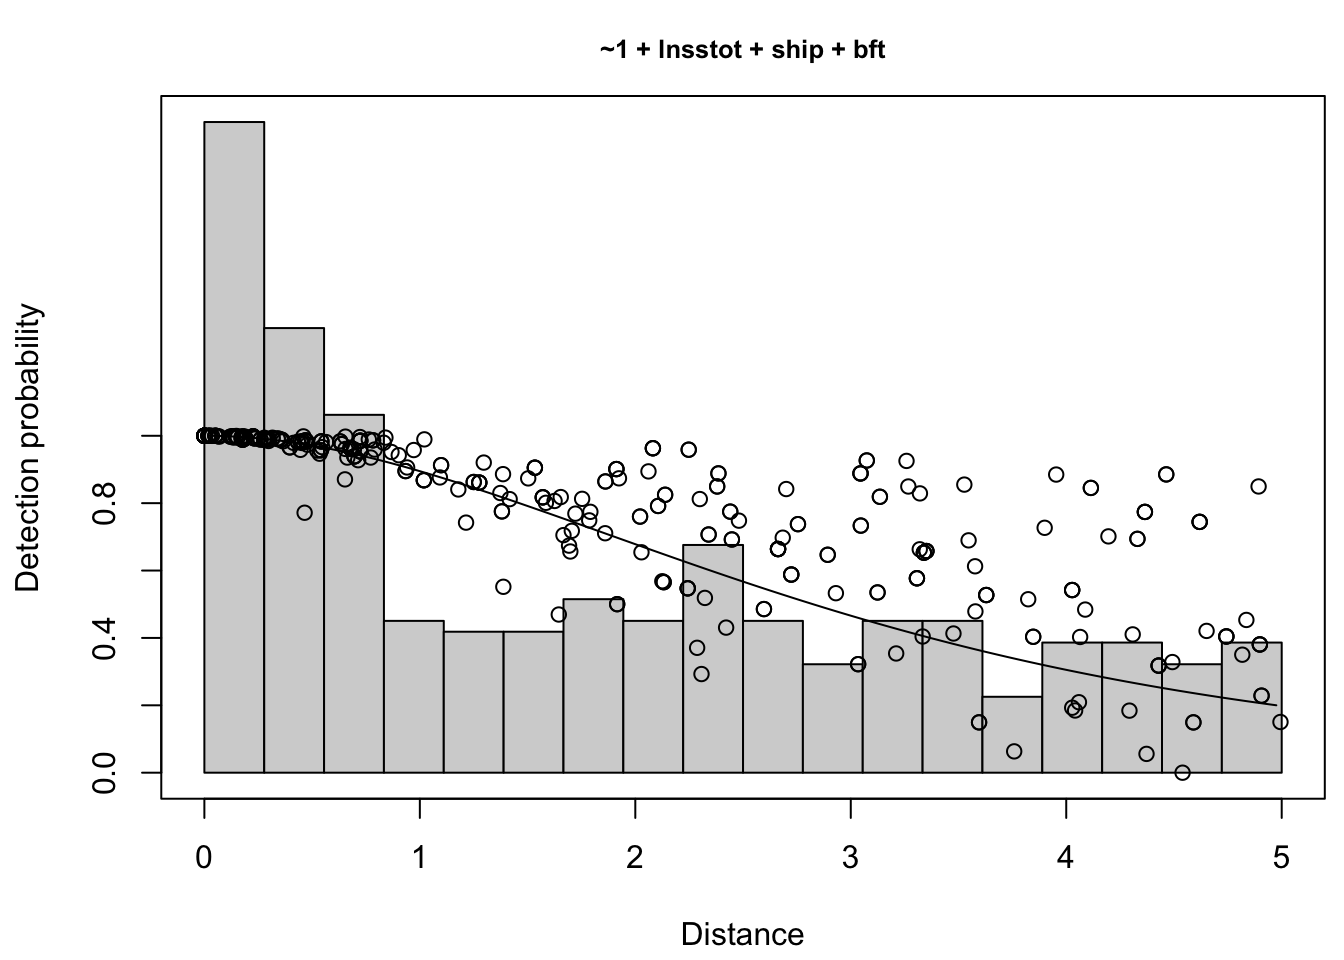 ~1 + lnsstot + ship + bft
Detection probability
0.8
0.4
0.0
0 1 2 3 4 5
Distance